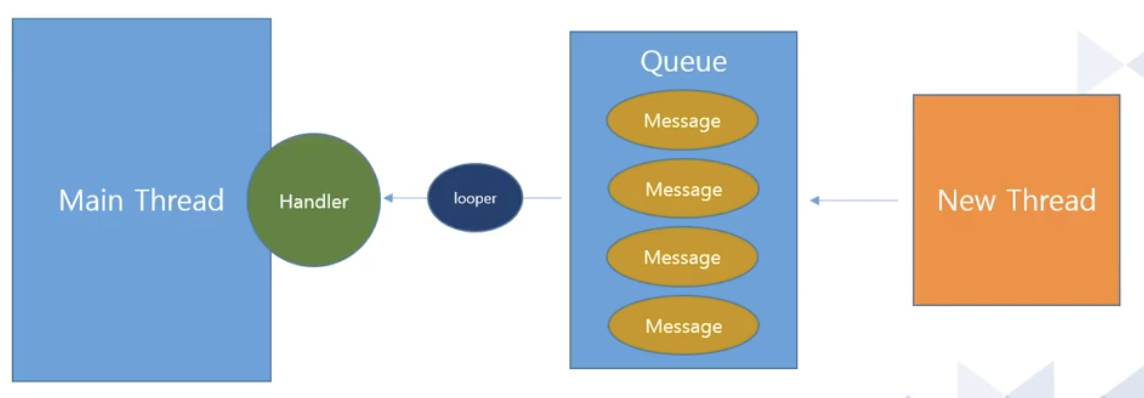 Main Thread
Handler
looper
Queue
Message
Message
Message
Message
New Thread